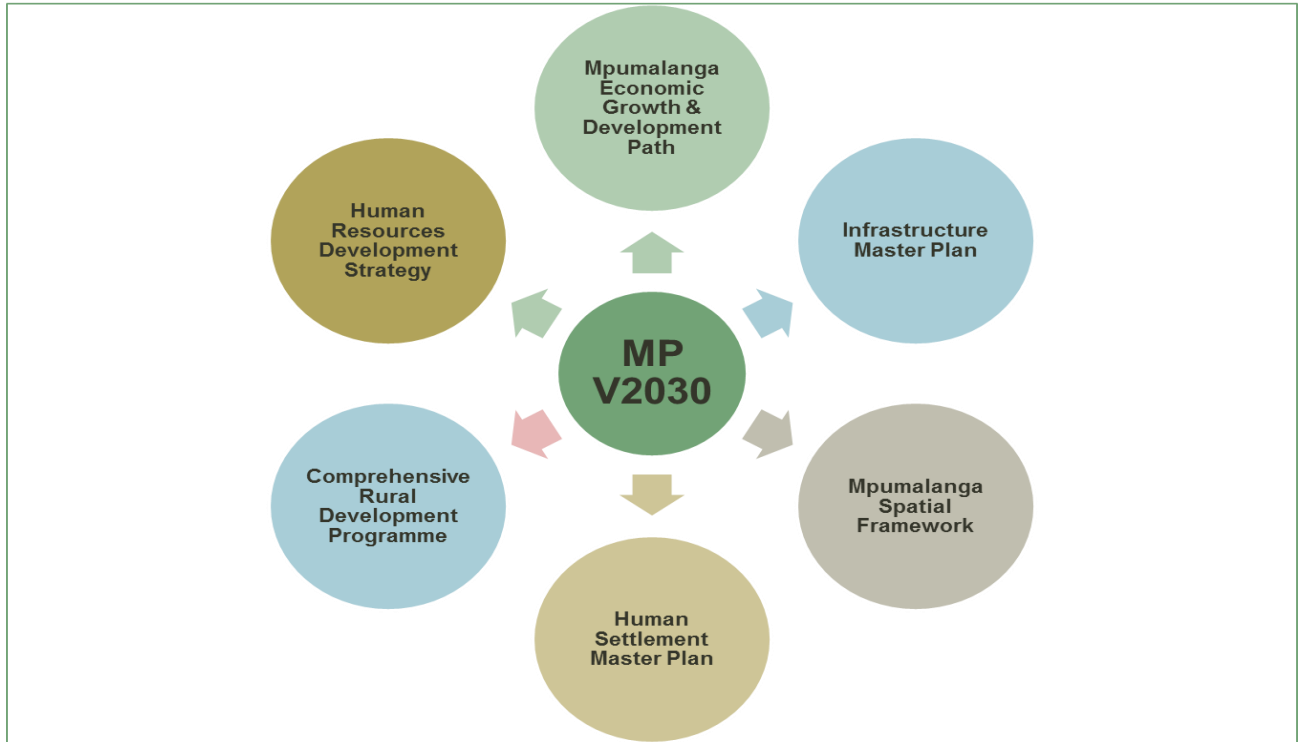 Mpumalanga
Economic
Growth &
Development
Path
Human
Resources
Development
Strategy
Infrastructure
Master Plan
MP
V2030
Comprehensive
Rural
Development
Programme
Mpumalanga
Spatial
Framework
Human
Settlement
Master Plan